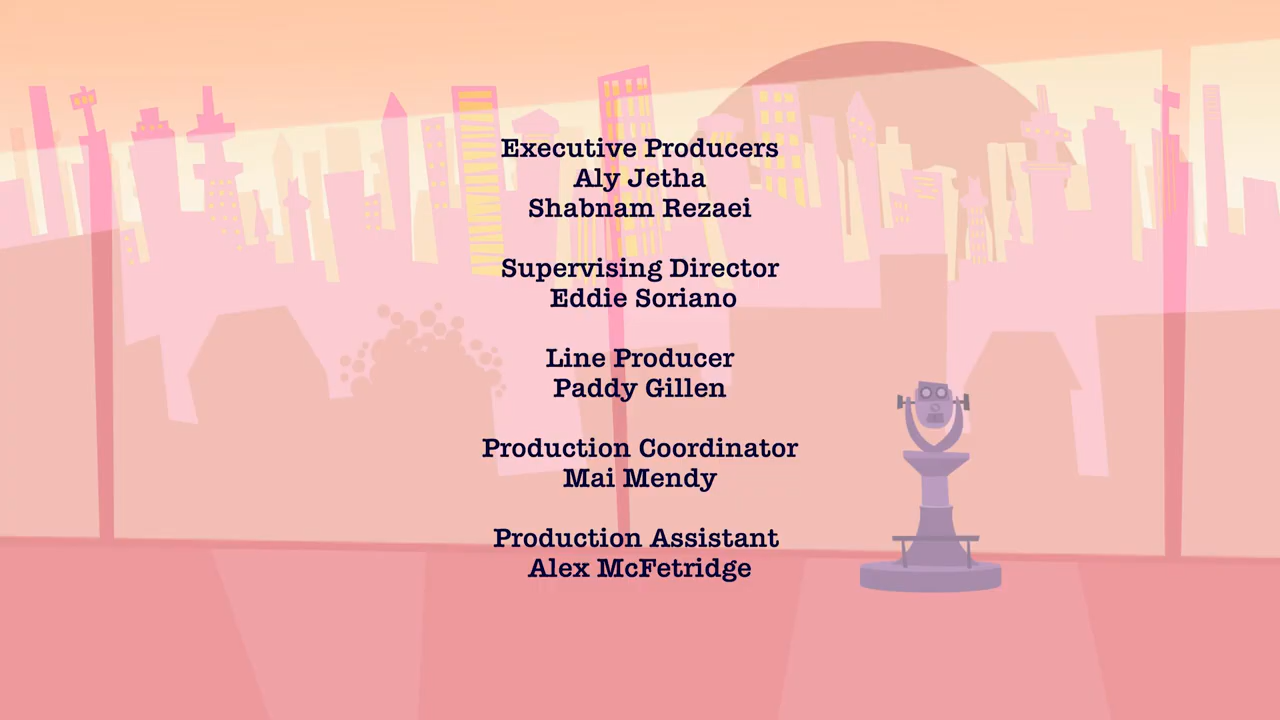 Executive Producers
Aly Jetha
Shabnam Rezaei
Supervising Director
Eddie Soriano
Line Producer
Paddy Gillen
Production Coordinator
Mai Mendy
Production Assistant
Alex McFetridge